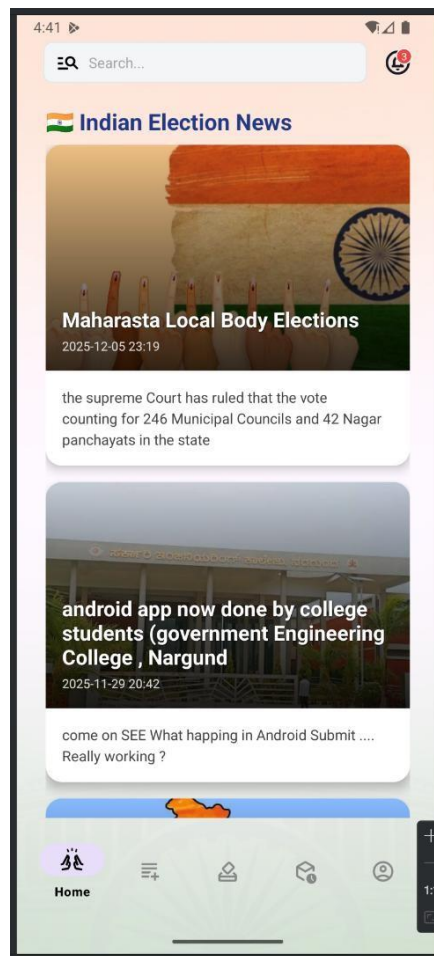 4:41
Search...
3
Indian Election News
Maharasta Local Body Elections
2025-12-05 23:19
the supreme Court has ruled that the vote
counting for 246 Municipal Councils and 42 Nagar
panchayats in the state
android app now done by college
students (government Engineering
College , Nargund
2025-11-29 20:42
come on SEE What happing in Android Submit ....
Really working ?
Home
1: